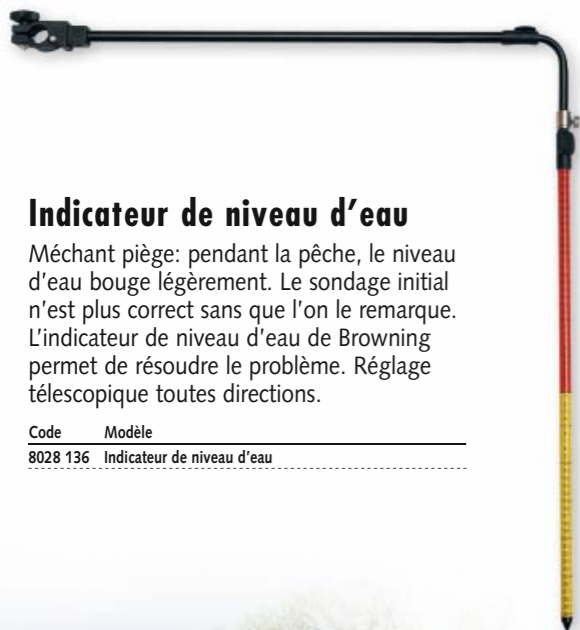 Indicateur de niveau d’eau
Méchant piège: pendant la pêche, le niveau
d’eau bouge légèrement. Le sondage initial
n’est plus correct sans que l’on le remarque.
L’indicateur de niveau d’eau de Browning
permet de résoudre le problème. Réglage
télescopique toutes directions.
Code Modèle
8028 136 Indicateur de niveau d’eau